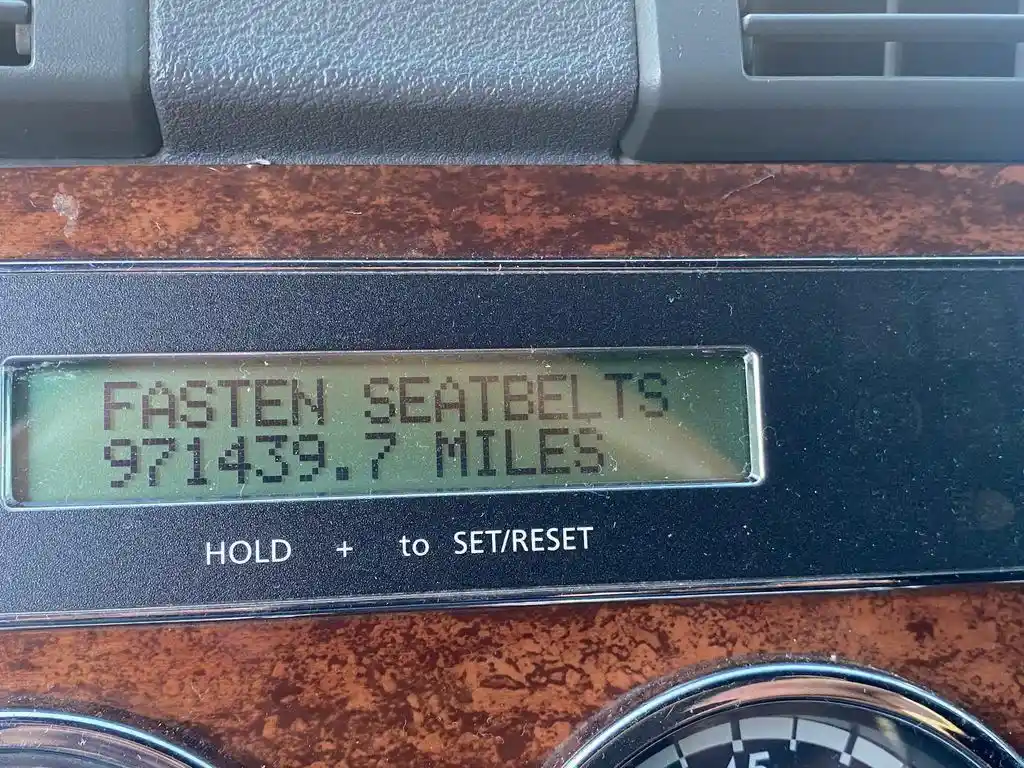 FASTEN SEATBELTS
971439.7 MILES
HOLD + to SET/RESET